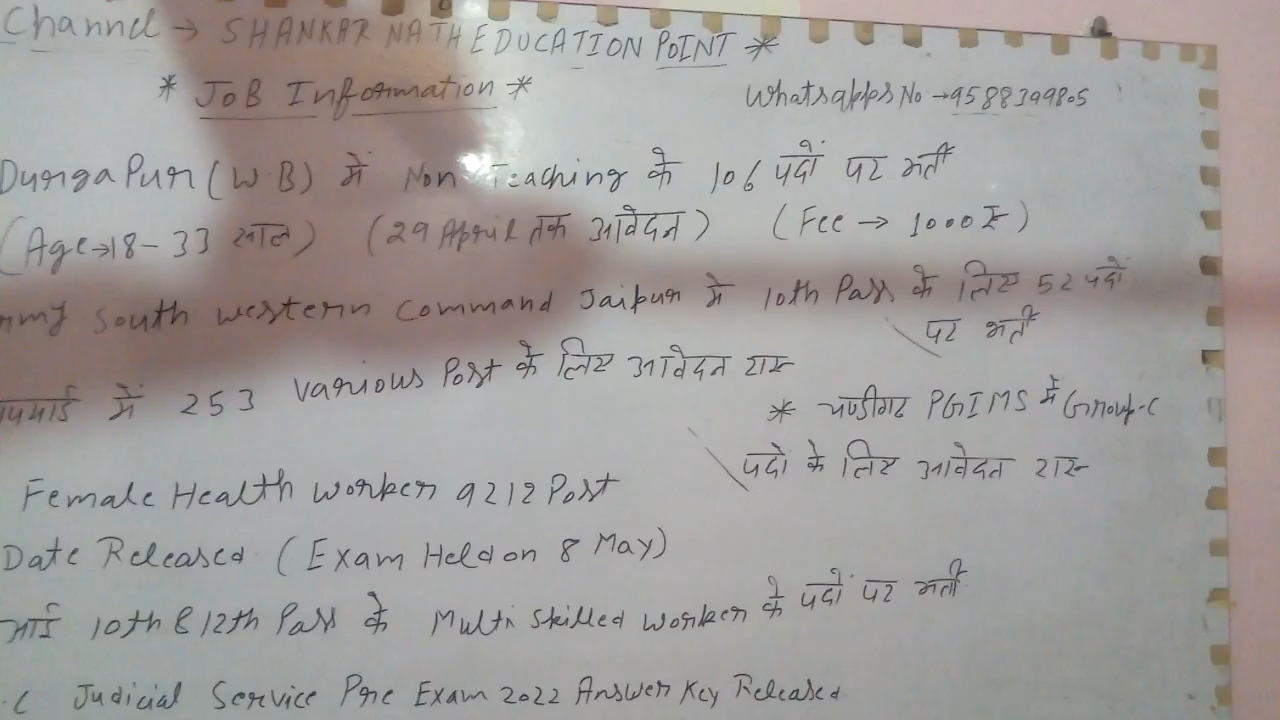 Channel → SHANKAR NATH EDUCATION POINT *
* JOB Information *
Whatsapps No → 9588399805
Durga Pur (W.B) में Non Teaching के 106 पदों पर भर्ती
(Age → 18-33 साल) (29 April तक आवेदन) (Fee → 1000 ₹)
South western Command Jaipur में 10th Pass के लिए 52 पदों
पर भर्ती
में 253 various Post के लिए आवेदन शुरू
* चण्डीगढ PGIMS में Group-C
पदो के लिए आवेदन शुरू
Female Health worker 9212 Post
Date Released (Exam Held on 8 May)
10th & 12th Pass के Multi Skilled worker के पदों पर भर्ती
Judicial Service Pre Exam 2022 Answer Key Released